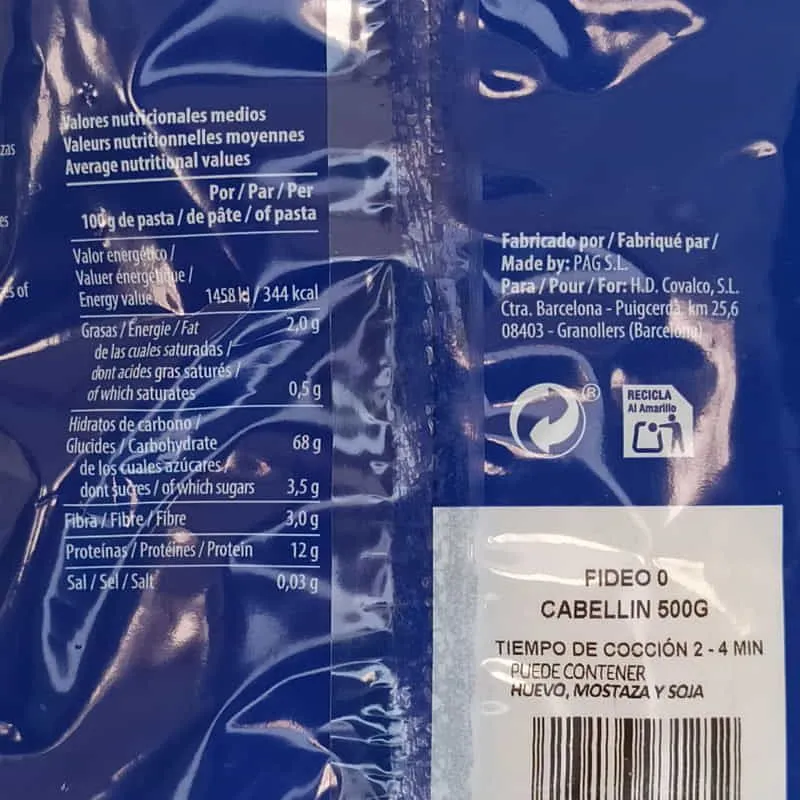 zas
es
es of
Valores nutricionales medios
Valeurs nutritionnelles moyennes
Average nutritional values
Por / Par / Per
100 g de pasta / de pâte / of pasta
Valor energético /
Valuer énergétique /
Energy value 1458 kJ / 344 kcal
Grasas / Énergie / Fat 2,0 g
de las cuales saturadas /
dont acides gras saturés /
of which saturates 0,5 g
Hidratos de carbono /
Glucides / Carbohydrate 68 g
de los cuales azúcares /
dont sucres / of which sugars 3,5 g
Fibra / Fibre / Fibre 3,0 g
Proteínas / Protéines / Protein 12 g
Sal / Sel / Salt 0,03 g
Fabricado por / Fabriqué par /
Made by: PAG S.L.
Para / Pour / For: H.D. Covalco, S.L.
Ctra. Barcelona - Puigcerdà, km 25,6
08403 - Granollers (Barcelona)
®
RECICLA
Al Amarillo
FIDEO 0
CABELLIN 500G
TIEMPO DE COCCIÓN 2 - 4 MIN
PUEDE CONTENER
HUEVO, MOSTAZA Y SOJA